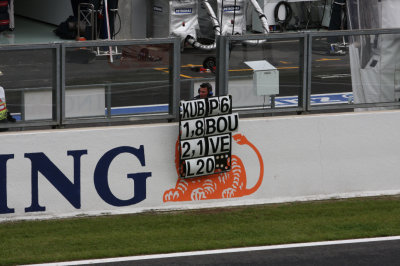 KUB P6
1,8 BOU
2,1 VE
L20
ING